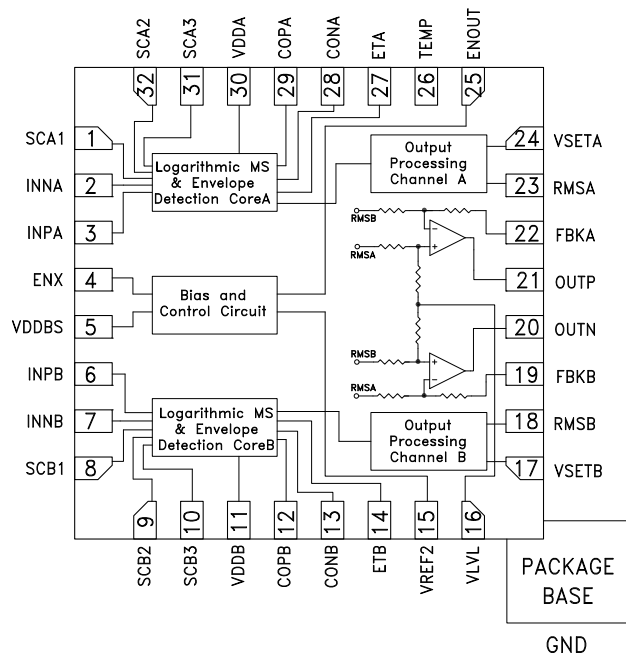 SCA2
SCA3
VDDA
COPA
CONA
ETA
TEMP
ENOUT
32
31
30
29
28
27
26
25
SCA1
1
INNA
2
INPA
3
ENX
4
VDDBS
5
INPB
6
INNB
7
SCB1
8
Logarithmic MS
& Envelope
Detection CoreA
Output
Processing
Channel A
Bias and
Control Circuit
RMSB
RMSA
RMSB
RMSA
Logarithmic MS
& Envelope
Detection CoreB
Output
Processing
Channel B
24
VSETA
23
RMSA
22
FBKA
21
OUTP
20
OUTN
19
FBKB
18
RMSB
17
VSETB
9
10
11
12
13
14
15
16
SCB2
SCB3
VDDB
COPB
CONB
ETB
VREF2
VLVL
PACKAGE
BASE
GND